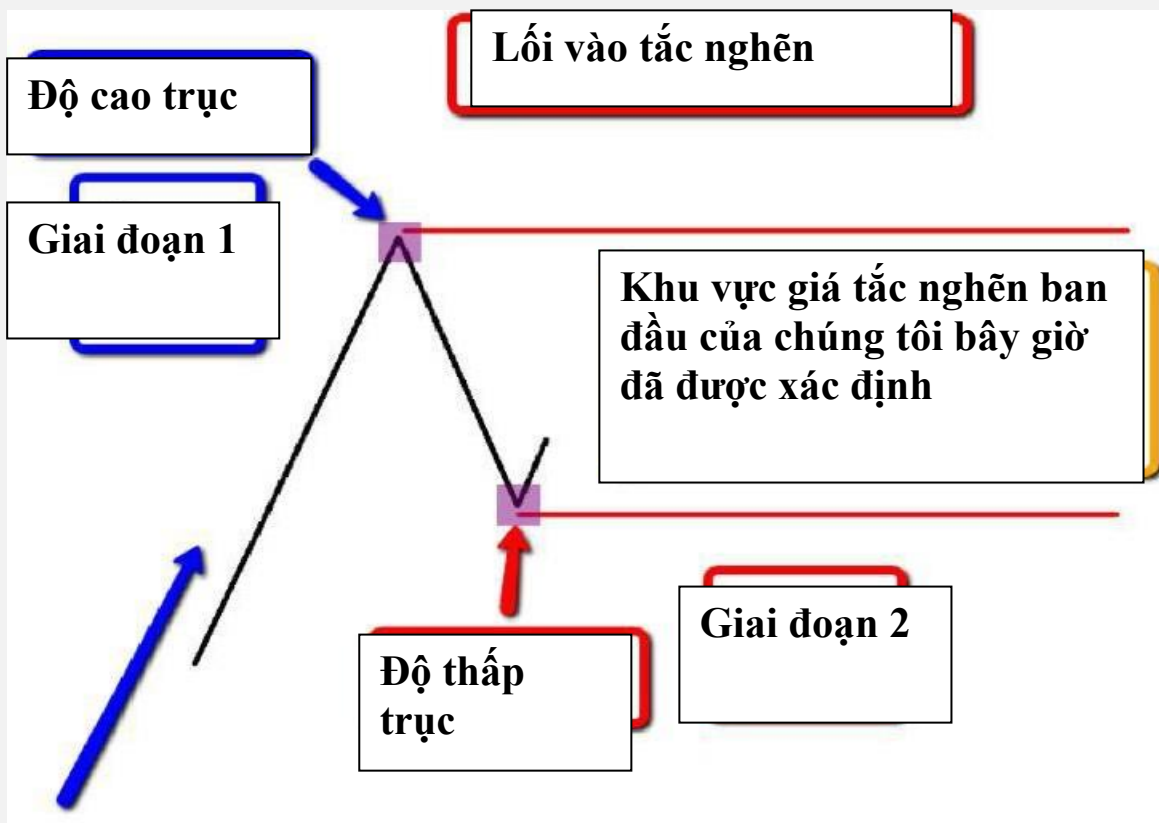 Lối vào tắc nghẽn
Độ cao trục
Giai đoạn 1
Khu vực giá tắc nghẽn ban
đầu của chúng tôi bây giờ
đã được xác định
Giai đoạn 2
Độ thấp
trục